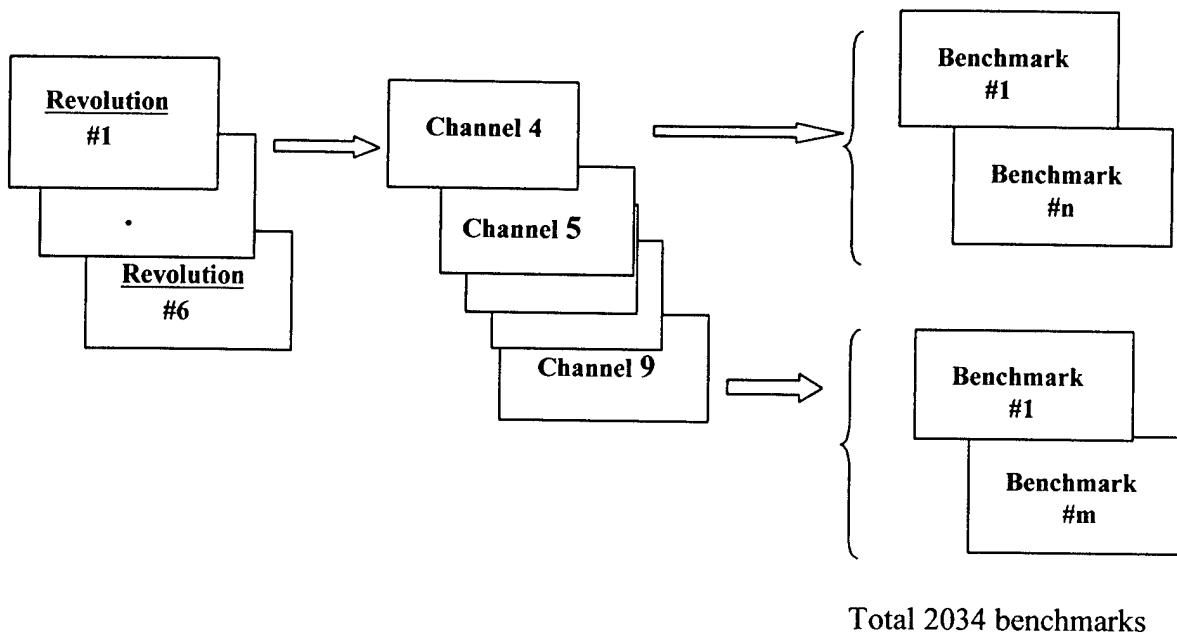 Revolution
#1
.
Revolution
#6
Channel 4
Channel 5
Channel 9
Benchmark
#1
Benchmark
#n
Benchmark
#1
Benchmark
#m
Total 2034 benchmarks